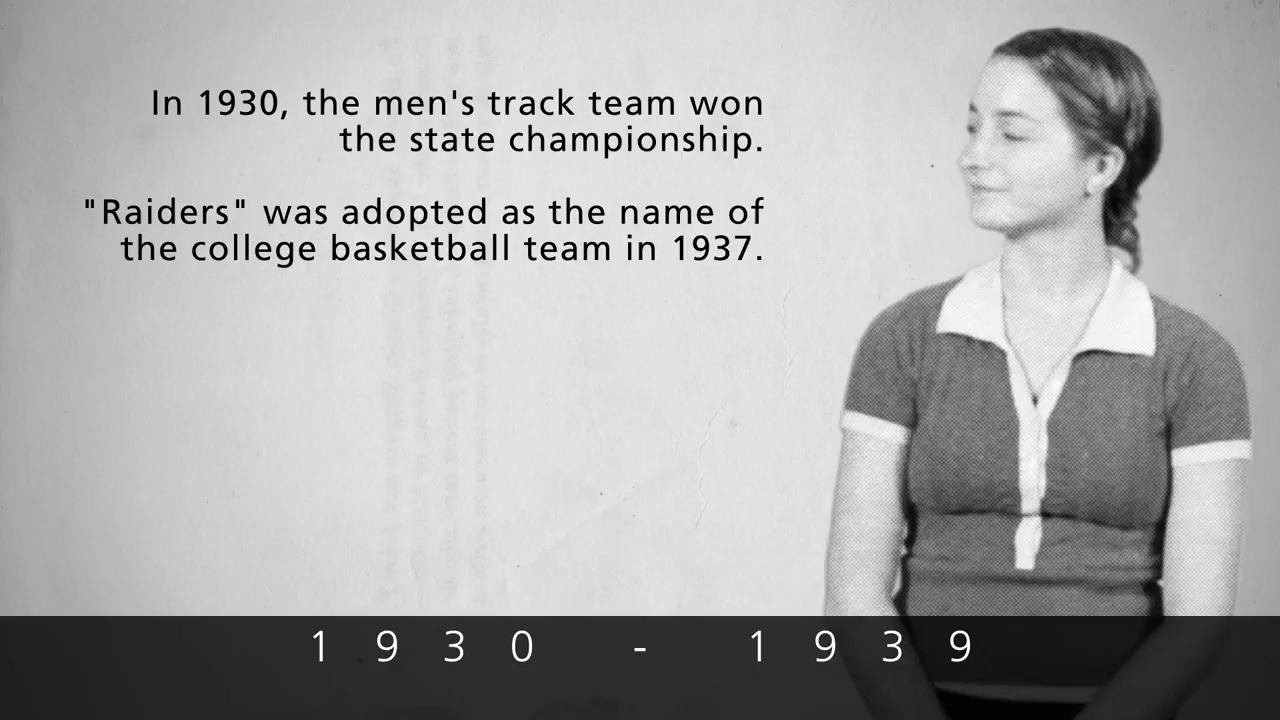 In 1930, the men's track team won
the state championship.
"Raiders" was adopted as the name of
the college basketball team in 1937.
1930 - 1939